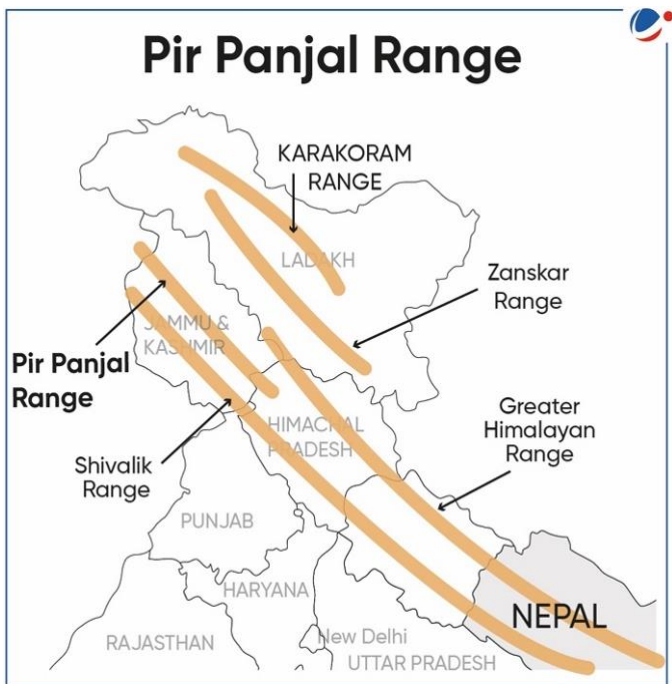 Pir Panjal Range
KARAKORAM
RANGE
LADAKH
Zanskar
Range
JAMMU &
KASHMIR
Pir Panjal
Range
Greater
Himalayan
Range
HIMACHAL
PRADESH
Shivalik
Range
PUNJAB
HARYANA
NEPAL
RAJASTHAN
New Delhi
UTTAR PRADESH